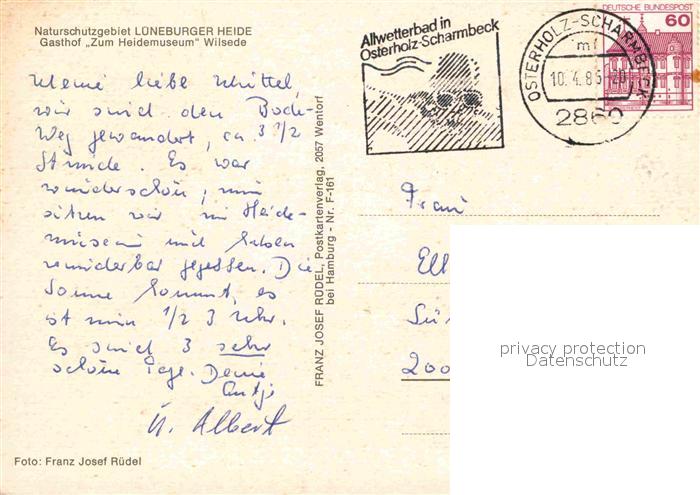 Naturschutzgebiet LÜNEBURGER HEIDE
Gasthof „Zum Heidemuseum" Wilsede
Meine liebe Mutter,
wir sind den Bode-
Weg gewandert, ca. 3 1/2
Stunde. Es war
wunderschön, nun
sitzen wir im Heide-
museum und haben
wunderbar gegessen. Die
Sonne kommt, es
ist nun 1/2 3 Uhr.
Es sind 3 sehr
schöne Tage. Deine
Antje
u. Albert
Foto: Franz Josef Rüdel
FRANZ JOSEF RÜDEL, Postkartenverlag, 2057 Wentorf
bei Hamburg - Nr. F-161
Allwetterbad in
Osterholz-Scharmbeck
OSTERHOLZ-SCHARMBECK
10.4.85
2860
DEUTSCHE BUNDESPOST
60
Frau
Ell
200
privacy protection
Datenschutz